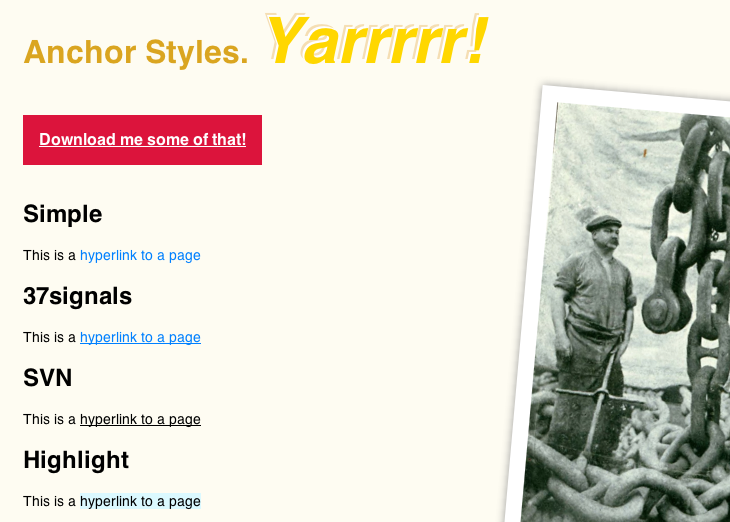 Anchor Styles. Yarrrrr!
Download me some of that!
Simple
This is a hyperlink to a page
37signals
This is a hyperlink to a page
SVN
This is a hyperlink to a page
Highlight
This is a hyperlink to a page